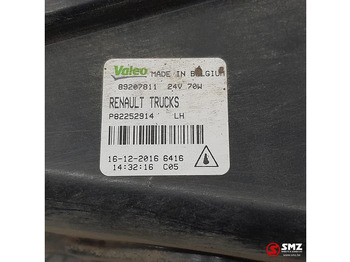 Valeo MADE IN BELGIUM
89207811 24V 70W
RENAULT TRUCKS
P82252914 LH
16-12-2016 6416
14:32:16 C05
SMZ